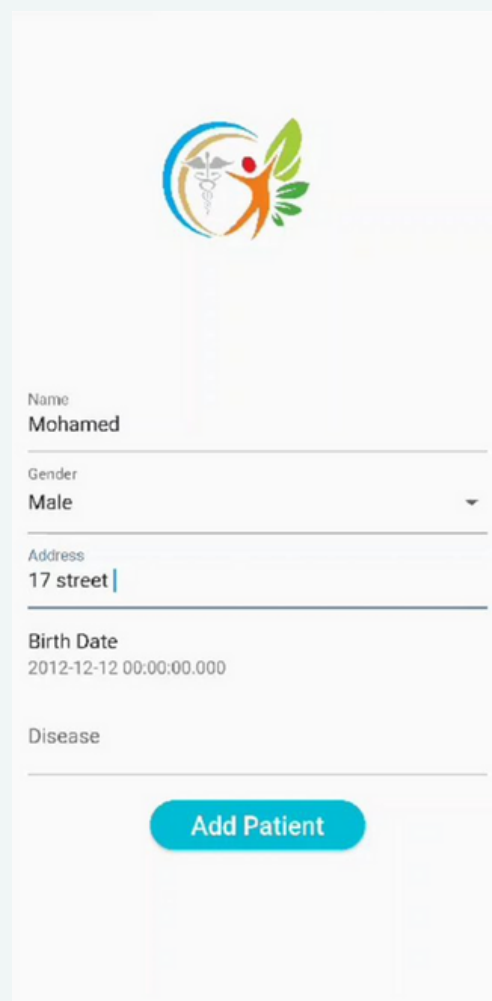 Name
Mohamed
Gender
Male
Address
17 street
Birth Date
2012-12-12 00:00:00.000
Disease
Add Patient